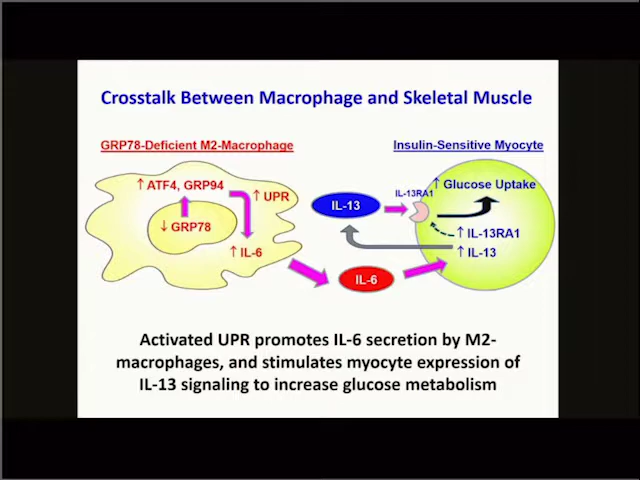 Crosstalk Between Macrophage and Skeletal Muscle
GRP78-Deficient M2-Macrophage
Insulin-Sensitive Myocyte
↑ ATF4, GRP94
↑ UPR
↓ GRP78
↑ IL-6
IL-13
IL-13RA1
↑ Glucose Uptake
↑ IL-13RA1
↑ IL-13
IL-6
Activated UPR promotes IL-6 secretion by M2-
macrophages, and stimulates myocyte expression of
IL-13 signaling to increase glucose metabolism